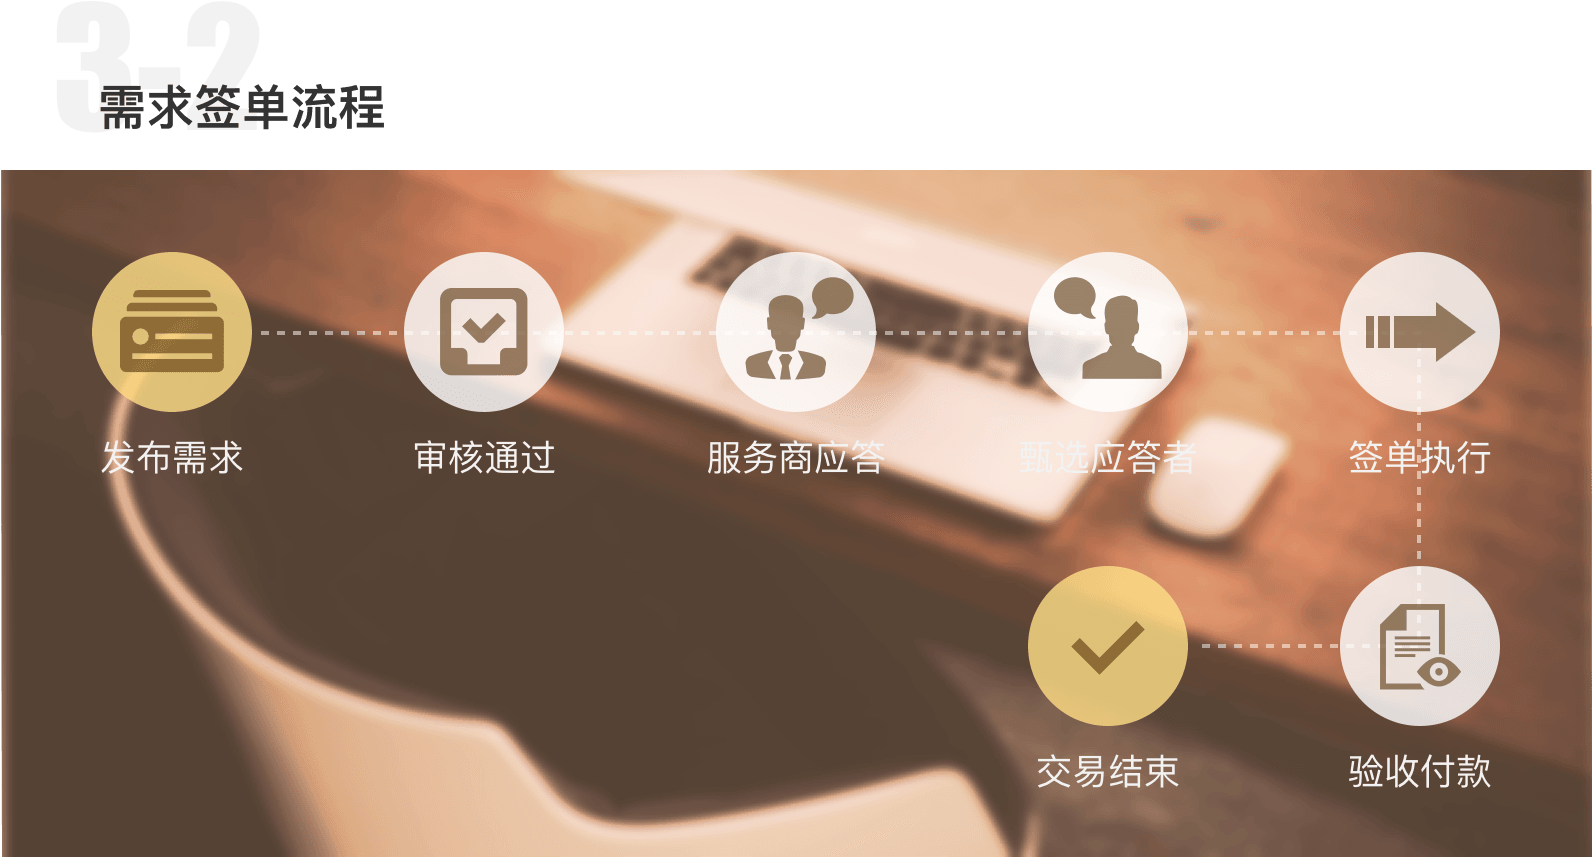 3-2
需求签单流程
发布需求
审核通过
服务商应答
甄选应答者
签单执行
交易结束
验收付款